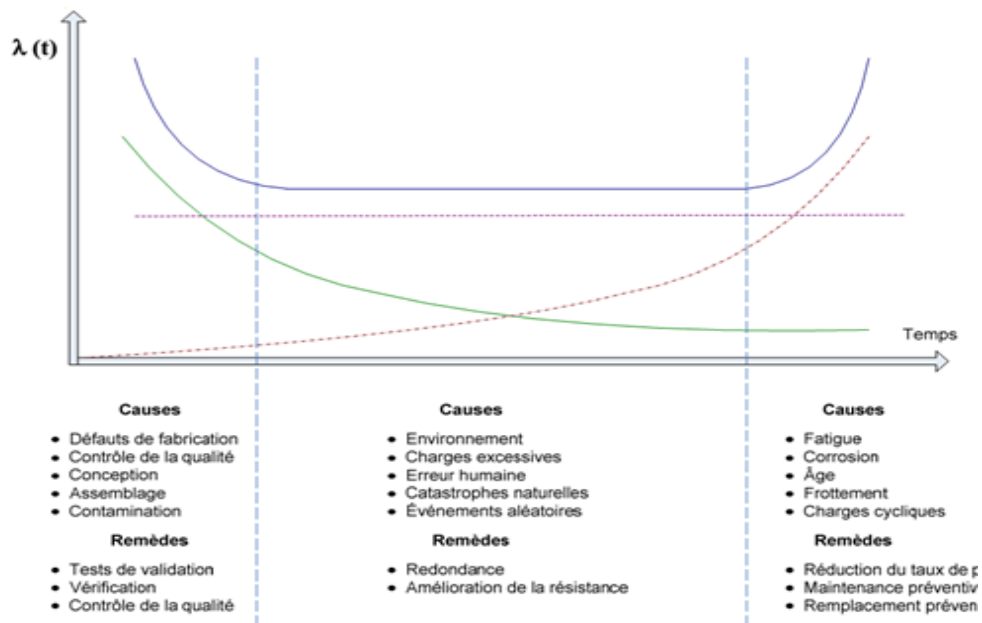 λ (t)
Temps
Causes
• Défauts de fabrication
• Contrôle de la qualité
• Conception
• Assemblage
• Contamination
Remèdes
• Tests de validation
• Vérification
• Contrôle de la qualité
Causes
• Environnement
• Charges excessives
• Erreur humaine
• Catastrophes naturelles
• Événements aléatoires
Remèdes
• Redondance
• Amélioration de la résistance
Causes
• Fatigue
• Corrosion
• Âge
• Frottement
• Charges cycliques
Remèdes
• Réduction du taux de
• Maintenance
• Remplacement